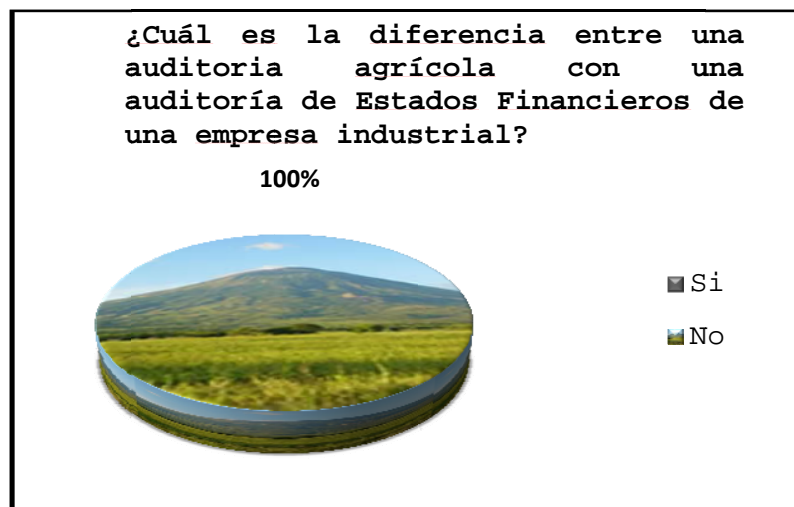 ¿Cuál es la diferencia entre una
auditoria agrícola con una
auditoría de Estados Financieros de
una empresa industrial?
100%
Si
No